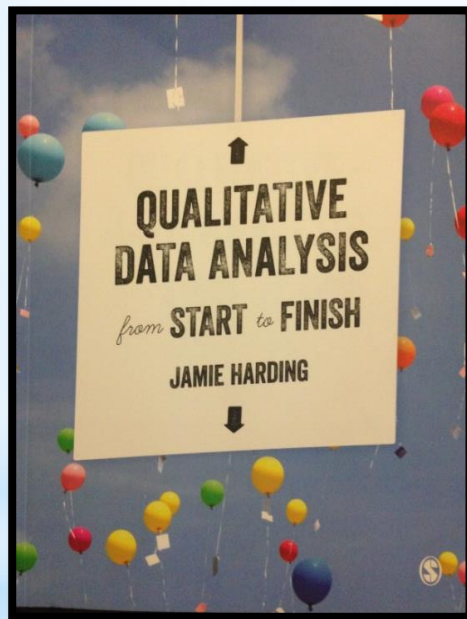 QUALITATIVE
DATA ANALYSIS
from START to FINISH
JAMIE HARDING
S